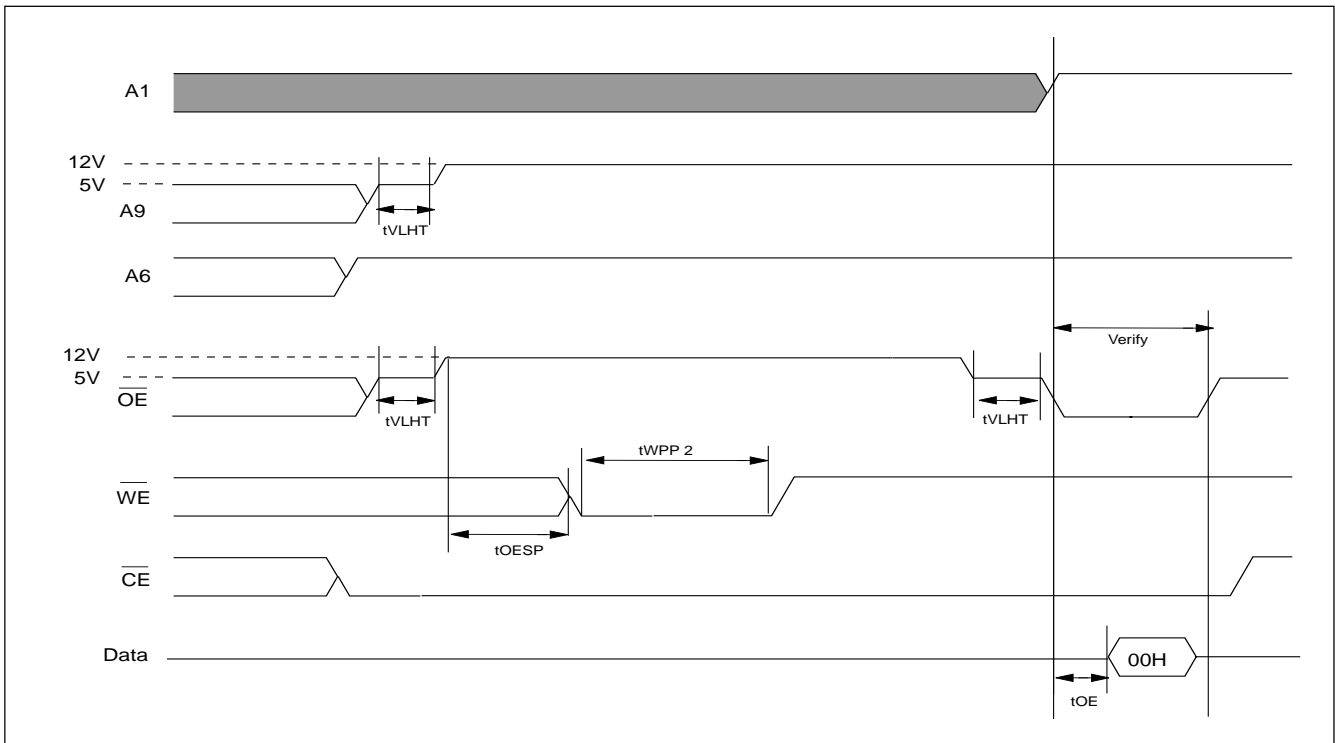 A1
12V
5V
A9
tVLHT
A6
12V
5V
OE
tVLHT
tVLHT
Verify
tWPP 2
WE
tOESP
CE
Data
00H
tOE